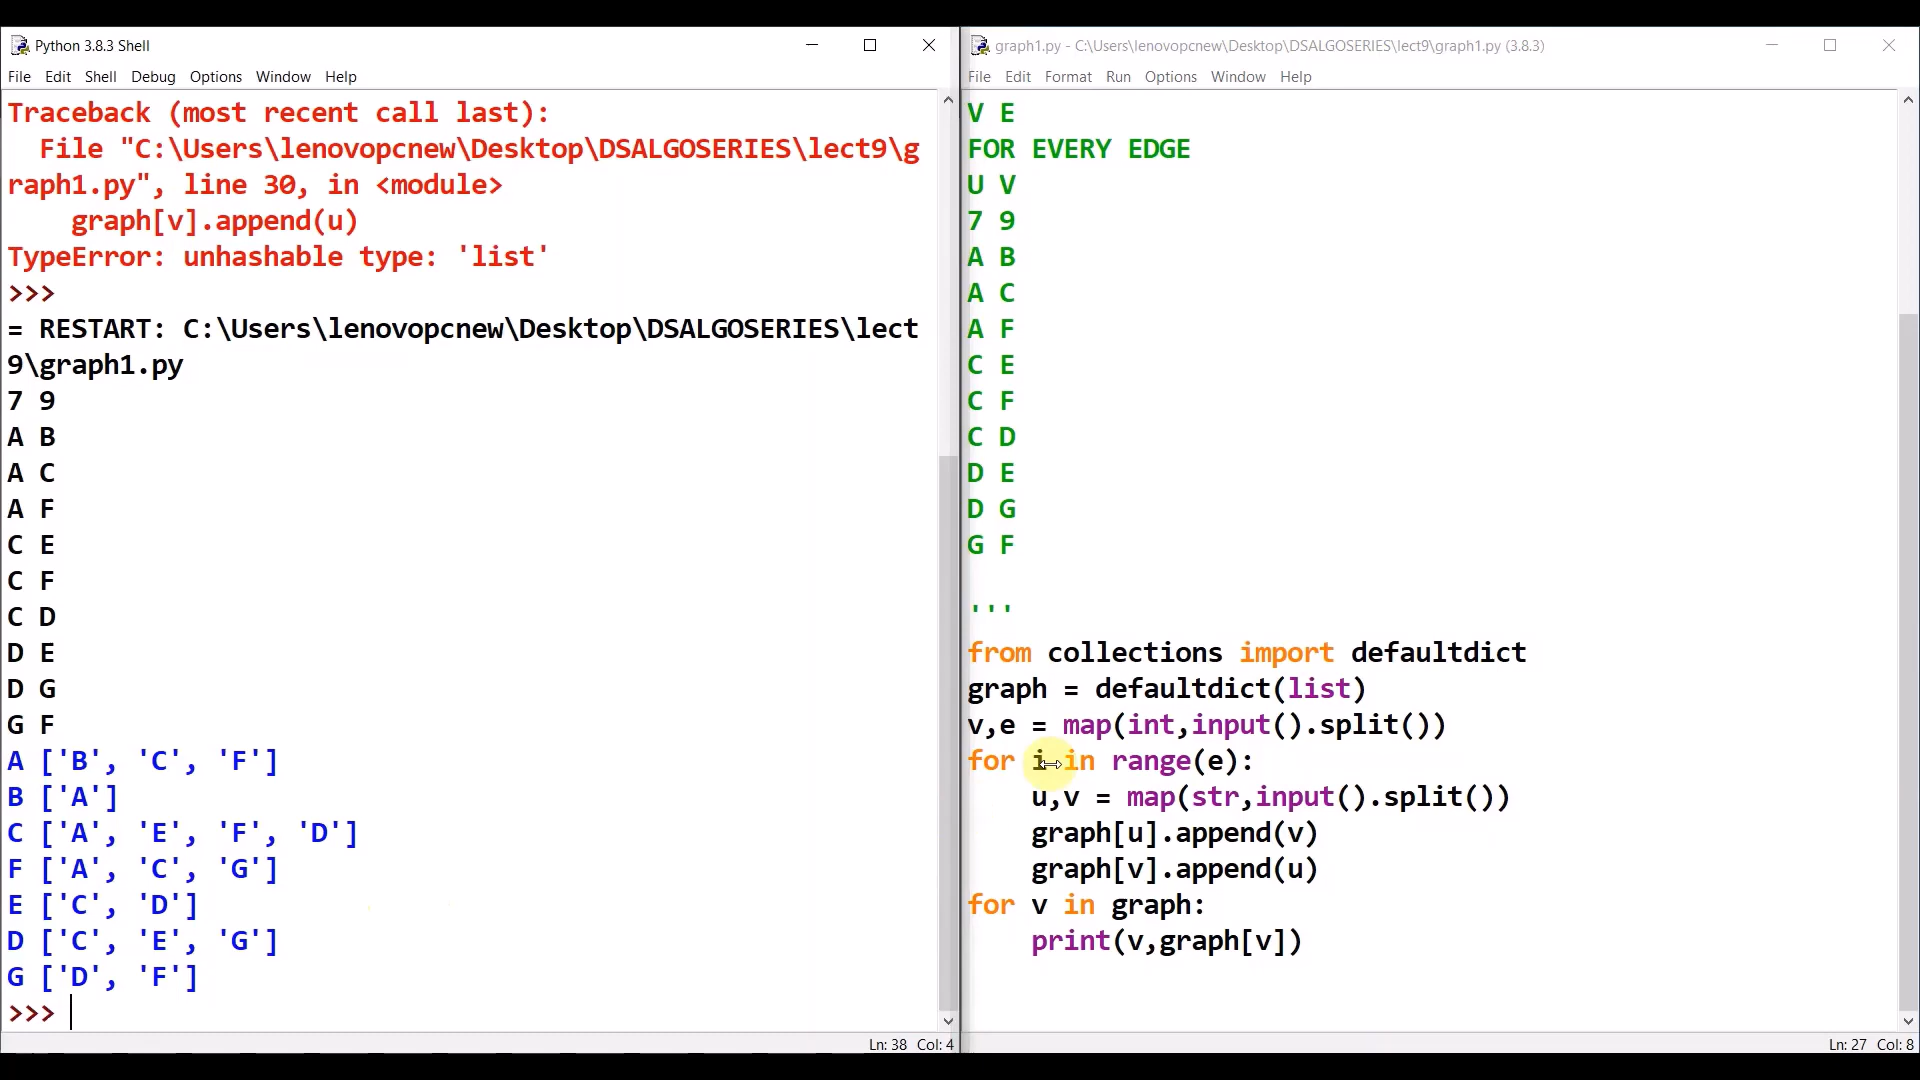 Python 3.8.3 Shell
File Edit Shell Debug Options Window Help
Traceback (most recent call last):
  File "C:\Users\lenovopcnew\Desktop\DSALGOSERIES\lect9\g
raph1.py", line 30, in <module>
    graph[v].append(u)
TypeError: unhashable type: 'list'
>>>
= RESTART: C:\Users\lenovopcnew\Desktop\DSALGOSERIES\lect
9\graph1.py
7 9
A B
A C
A F
C E
C F
C D
D E
D G
G F
A ['B', 'C', 'F']
B ['A']
C ['A', 'E', 'F', 'D']
F ['A', 'C', 'G']
E ['C', 'D']
D ['C', 'E', 'G']
G ['D', 'F']
>>>
Ln: 38 Col: 4
graph1.py - C:\Users\lenovopcnew\Desktop\DSALGOSERIES\lect9\graph1.py (3.8.3)
File Edit Format Run Options Window Help
V E
FOR EVERY EDGE
U V
7 9
A B
A C
A F
C E
C F
C D
D E
D G
G F
'''
from collections import defaultdict
graph = defaultdict(list)
v,e = map(int,input().split())
for i in range(e):
    u,v = map(str,input().split())
    graph[u].append(v)
    graph[v].append(u)
for v in graph:
    print(v,graph[v])
Ln: 27 Col: 8